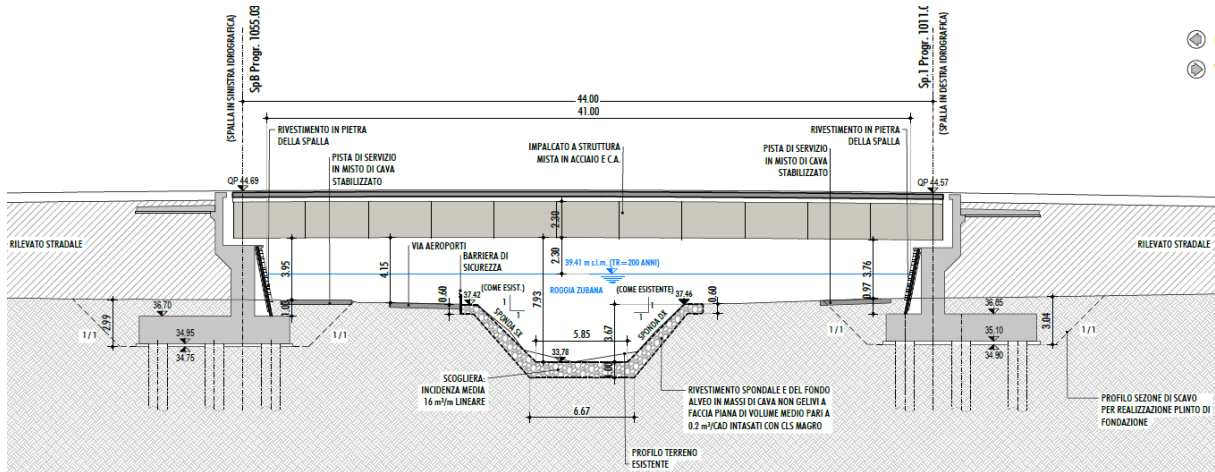 (SPALLA IN SINISTRA IDROGRAFICA)
SpB Progr. 1055.03
Sp.1 Progr. 1011.
(SPALLA IN DESTRA IDROGRAFICA)
44.00
41.00
RIVESTIMENTO IN PIETRA
DELLA SPALLA
PISTA DI SERVIZIO
IN MISTO DI CAVA
STABILIZZATO
IMPALCATO A STRUTTURA
MISTA IN ACCIAIO E C.A.
RIVESTIMENTO IN PIETRA
DELLA SPALLA
PISTA DI SERVIZIO
IN MISTO DI CAVA
STABILIZZATO
QP 44.69
QP 44.57
2.30
RILEVATO STRADALE
RILEVATO STRADALE
VIA AEROPORTI
BARRIERA DI
SICUREZZA
2.30
39.41 m s.l.m. (TR=200 ANNI)
3.95
4.15
3.76
ROGGIA ZUBANA
(COME ESIST.)
(COME ESISTENTE)
0.60
37.42
1
1
7.93
1
1
37.46
0.60
0.97
36.70
2.99
SPONDA SX
5.85
3.67
SPONDA DX
36.65
3.04
1/1
1/1
1/1
1/1
34.95
34.75
33.78
1.00
35.10
34.90
SCOGLIERA:
INCIDENZA MEDIA
16 m³/m LINEARE
6.67
RIVESTIMENTO SPONDALE E DEL FONDO
ALVEO IN MASSI DI CAVA NON GELIVI A
FACCIA PIANA DI VOLUME MEDIO PARI A
0.2 m³/CAD INTASATI CON CLS MAGRO
PROFILO SEZIONE DI SCAVO
PER REALIZZAZIONE PLINTO DI
FONDAZIONE
PROFILO TERRENO
ESISTENTE